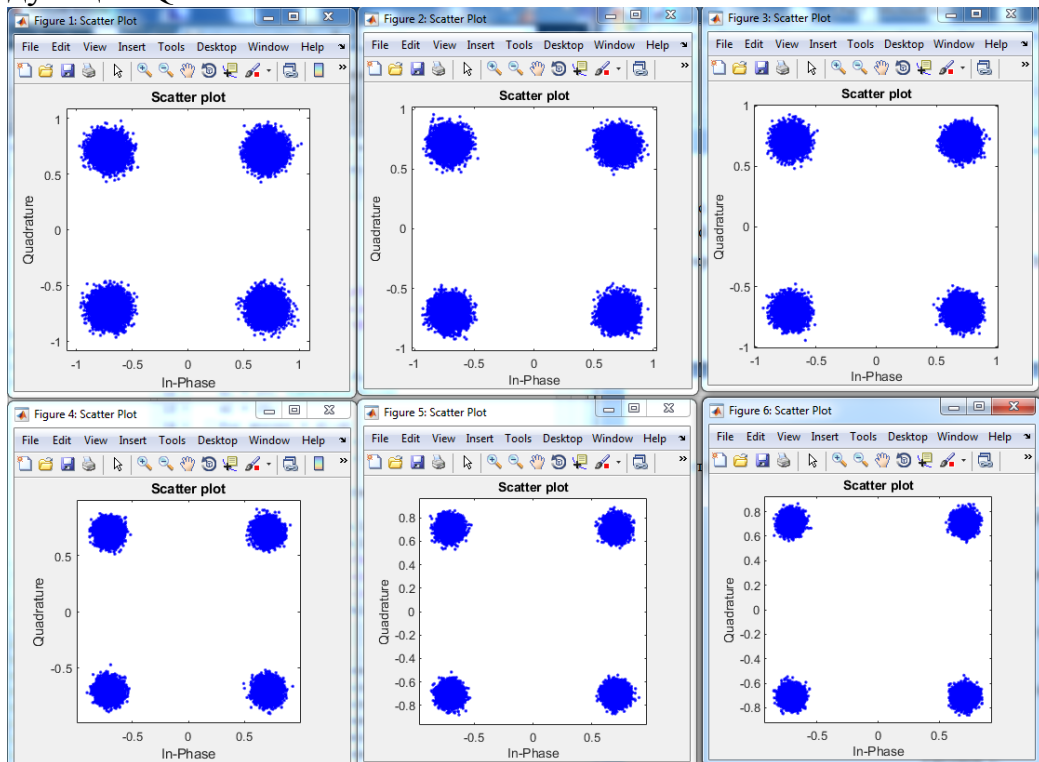 Figure 1: Scatter Plot
File Edit View Insert Tools Desktop Window Help
Scatter plot
1
0.5
0
-0.5
-1
Quadrature
-1 -0.5 0 0.5 1
In-Phase
Figure 2: Scatter Plot
File Edit View Insert Tools Desktop Window Help
Scatter plot
1
0.5
0
-0.5
-1
Quadrature
-1 -0.5 0 0.5 1
In-Phase
Figure 3: Scatter Plot
File Edit View Insert Tools Desktop Window Help
Scatter plot
1
0.5
0
-0.5
-1
Quadrature
-1 -0.5 0 0.5 1
In-Phase
Figure 4: Scatter Plot
File Edit View Insert Tools Desktop Window Help
Scatter plot
0.5
0
-0.5
Quadrature
-0.5 0 0.5
In-Phase
Figure 5: Scatter Plot
File Edit View Insert Tools Desktop Window Help
Scatter plot
0.8
0.6
0.4
0.2
0
-0.2
-0.4
-0.6
-0.8
Quadrature
-0.5 0 0.5
In-Phase
Figure 6: Scatter Plot
File Edit View Insert Tools Desktop Window Help
Scatter plot
0.8
0.6
0.4
0.2
0
-0.2
-0.4
-0.6
-0.8
Quadrature
-0.5 0 0.5
In-Phase